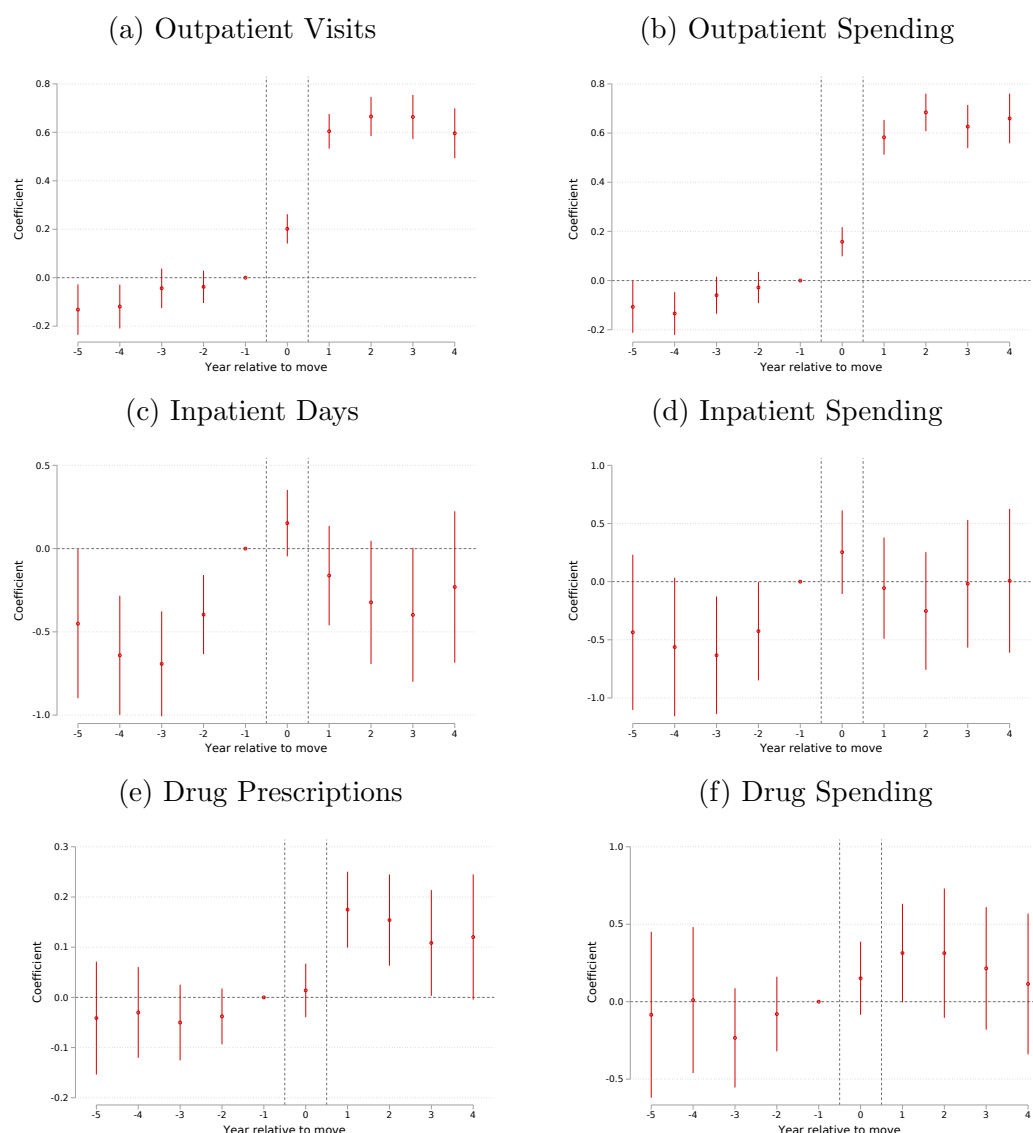 (a) Outpatient Visits
0.8
0.6
0.4
0.2
0.0
-0.2
Coefficient
-5 -4 -3 -2 -1 0 1 2 3 4
Year relative to move
(b) Outpatient Spending
0.8
0.6
0.4
0.2
0.0
-0.2
Coefficient
-5 -4 -3 -2 -1 0 1 2 3 4
Year relative to move
(c) Inpatient Days
0.5
0.0
-0.5
-1.0
Coefficient
-5 -4 -3 -2 -1 0 1 2 3 4
Year relative to move
(d) Inpatient Spending
1.0
0.5
0.0
-0.5
-1.0
Coefficient
-5 -4 -3 -2 -1 0 1 2 3 4
Year relative to move
(e) Drug Prescriptions
0.3
0.2
0.1
0.0
-0.1
-0.2
Coefficient
-5 -4 -3 -2 -1 0 1 2 3 4
Year relative to move
(f) Drug Spending
1.0
0.5
0.0
-0.5
Coefficient
-5 -4 -3 -2 -1 0 1 2 3 4
Year relative to move